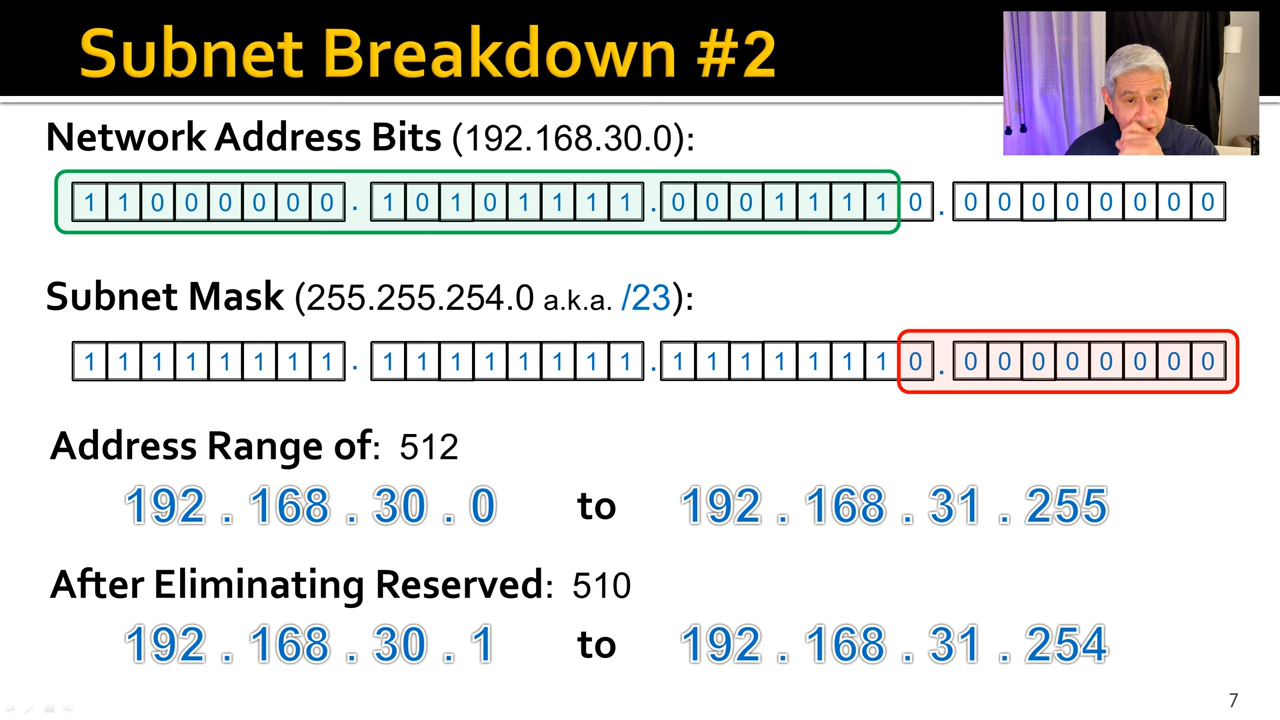 Subnet Breakdown #2
Network Address Bits (192.168.30.0):
1 1 0 0 0 0 0 0 . 1 0 1 0 1 1 1 1 . 0 0 0 1 1 1 1 0 . 0 0 0 0 0 0 0 0
Subnet Mask (255.255.254.0 a.k.a. /23):
1 1 1 1 1 1 1 1 . 1 1 1 1 1 1 1 1 . 1 1 1 1 1 1 1 0 . 0 0 0 0 0 0 0 0
Address Range of: 512
192 . 168 . 30 . 0 to 192 . 168 . 31 . 255
After Eliminating Reserved: 510
192 . 168 . 30 . 1 to 192 . 168 . 31 . 254
7